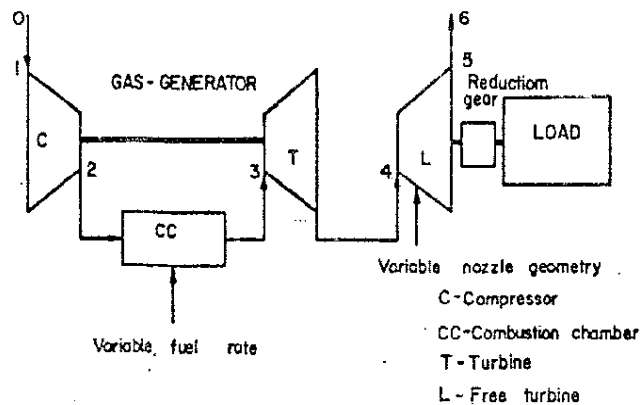 0
6
1
5
GAS-GENERATOR
Reductiom
gear
C
T
L
LOAD
2
3
4
CC
Variable nozzle geometry
C-Compressor
Variable fuel rate
CC-Combustion chamber
T-Turbine
L-Free turbine